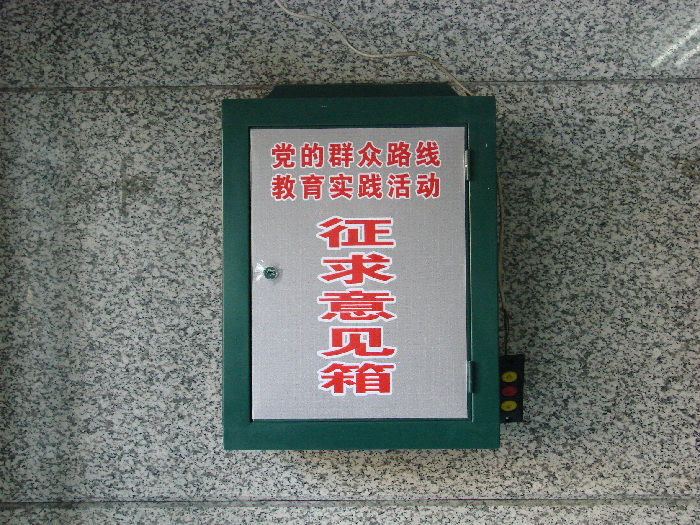 党的群众路线
教育实践活动
征求意见箱